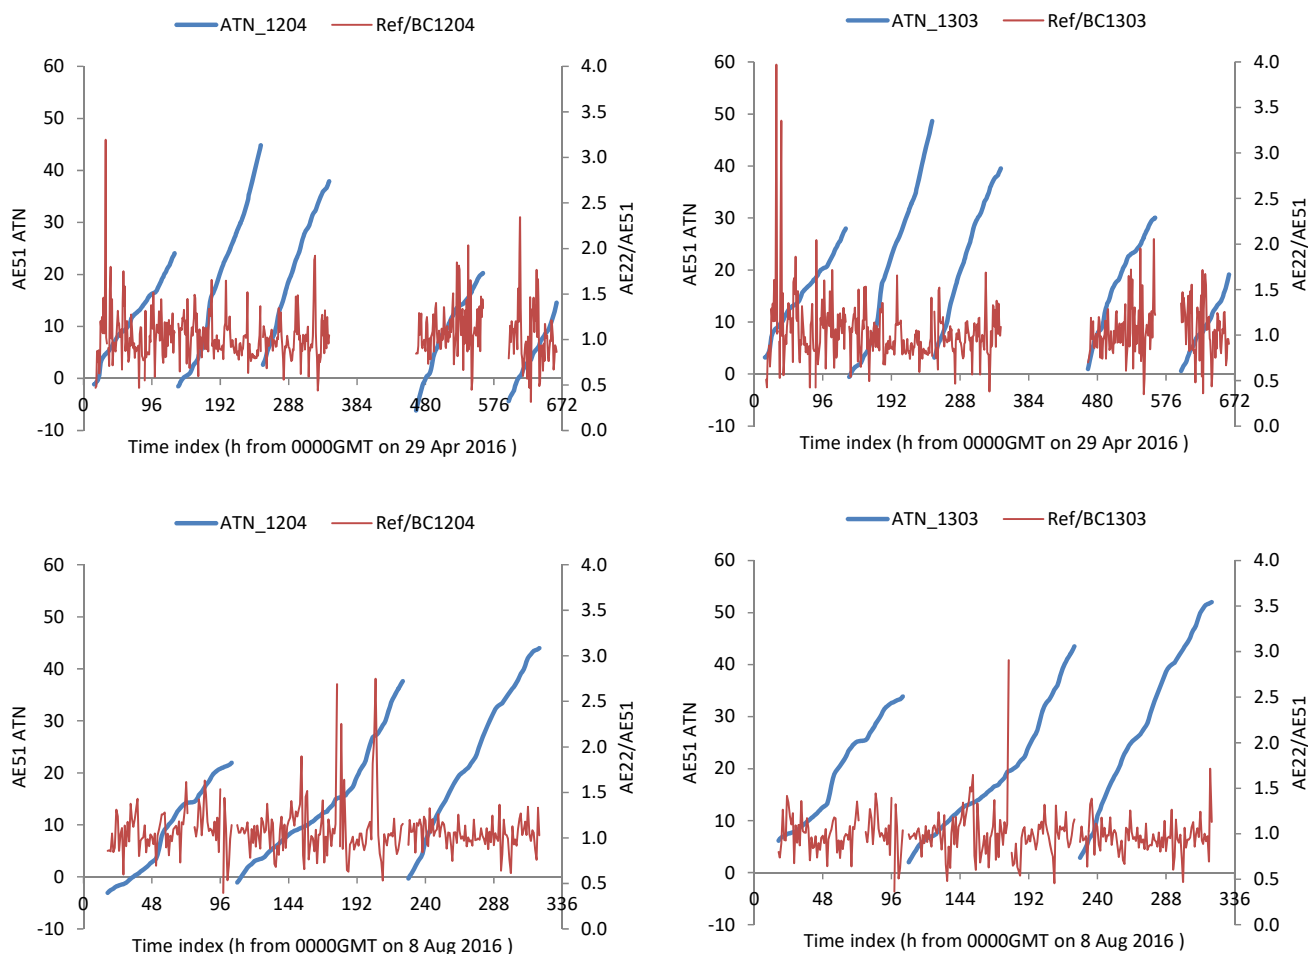 ATN_1204 Ref/BC1204
60 4.0
50 3.5
40 3.0
30 2.5
20 2.0
10 1.5
0 1.0
-10 0.5
0.0
AE51 ATN
AE22/AE51
0 96 192 288 384 480 576 672
Time index (h from 0000GMT on 29 Apr 2016 )
ATN_1303 Ref/BC1303
60 4.0
50 3.5
40 3.0
30 2.5
20 2.0
10 1.5
0 1.0
-10 0.5
0.0
AE51 ATN
AE22/AE51
0 96 192 288 384 480 576 672
Time index (h from 0000GMT on 29 Apr 2016 )
ATN_1204 Ref/BC1204
60 4.0
50 3.5
40 3.0
30 2.5
20 2.0
10 1.5
0 1.0
-10 0.5
0.0
AE51 ATN
AE22/AE51
0 48 96 144 192 240 288 336
Time index (h from 0000GMT on 8 Aug 2016 )
ATN_1303 Ref/BC1303
60 4.0
50 3.5
40 3.0
30 2.5
20 2.0
10 1.5
0 1.0
-10 0.5
0.0
AE51 ATN
AE22/AE51
0 48 96 144 192 240 288 336
Time index (h from 0000GMT on 8 Aug 2016 )